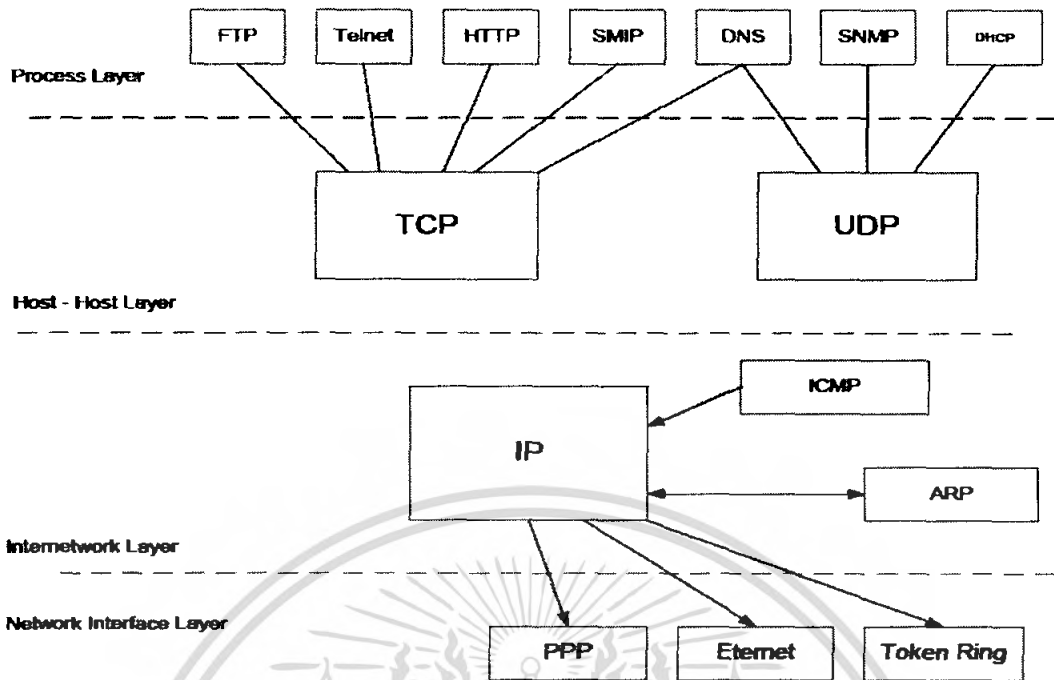 FTP Telnet HTTP SMIP DNS SNMP DHCP
Process Layer
TCP UDP
Host - Host Layer
ICMP
IP
ARP
Internetwork Layer
Network Interface Layer
PPP Eternet Token Ring